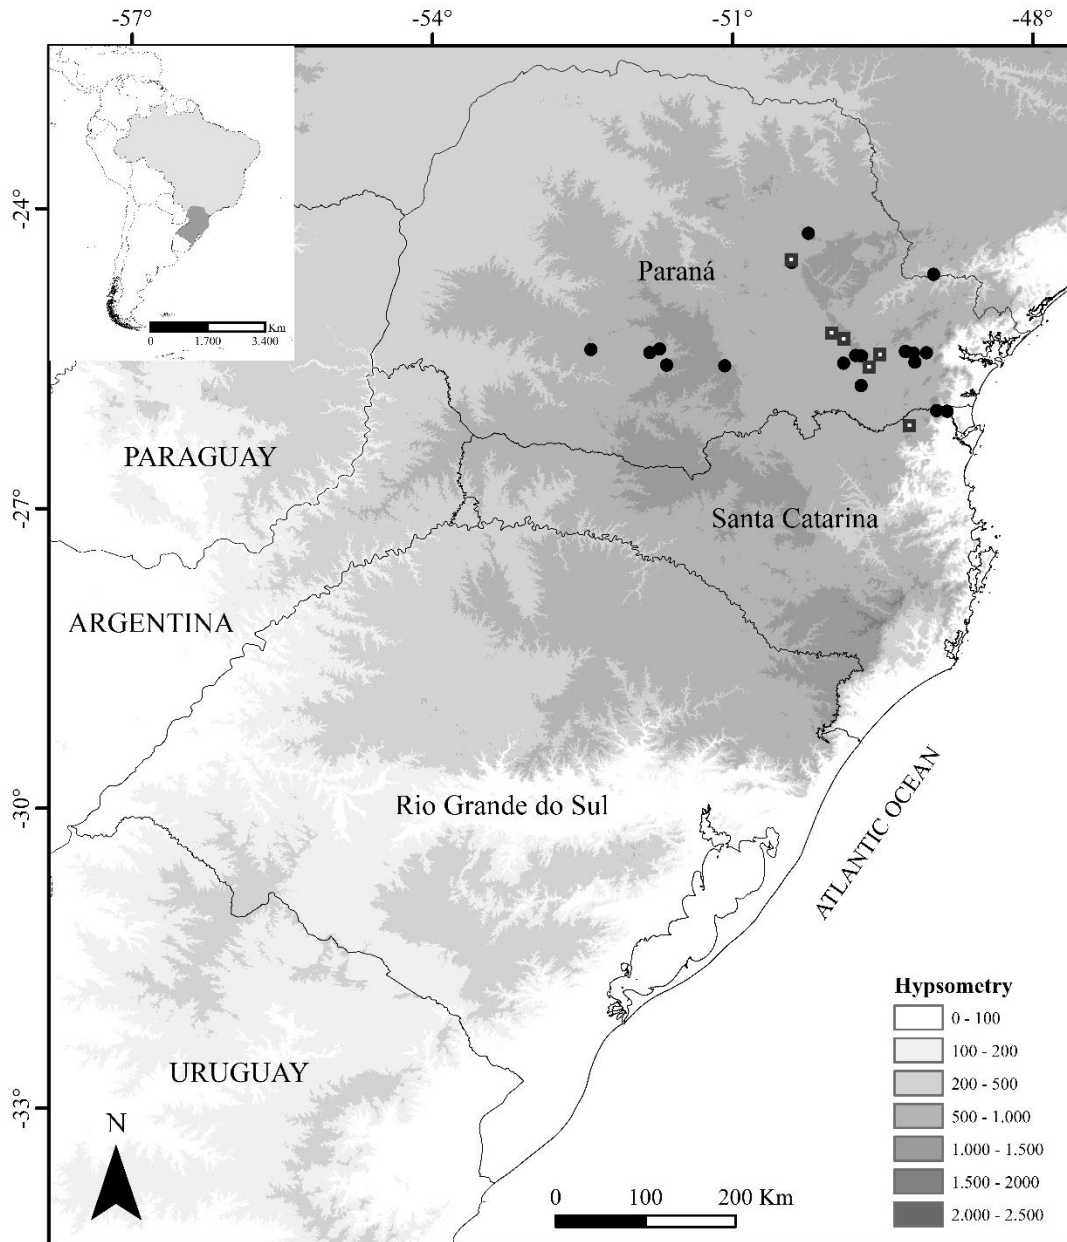 -57° -54° -51° -48°
-24°
-27°
-30°
-33°
Km
0 1.700 3.400
Paraná
PARAGUAY
Santa Catarina
ARGENTINA
Rio Grande do Sul
ATLANTIC OCEAN
URUGUAY
N
0 100 200 Km
Hypsometry
0 - 100
100 - 200
200 - 500
500 - 1.000
1.000 - 1.500
1.500 - 2000
2.000 - 2.500